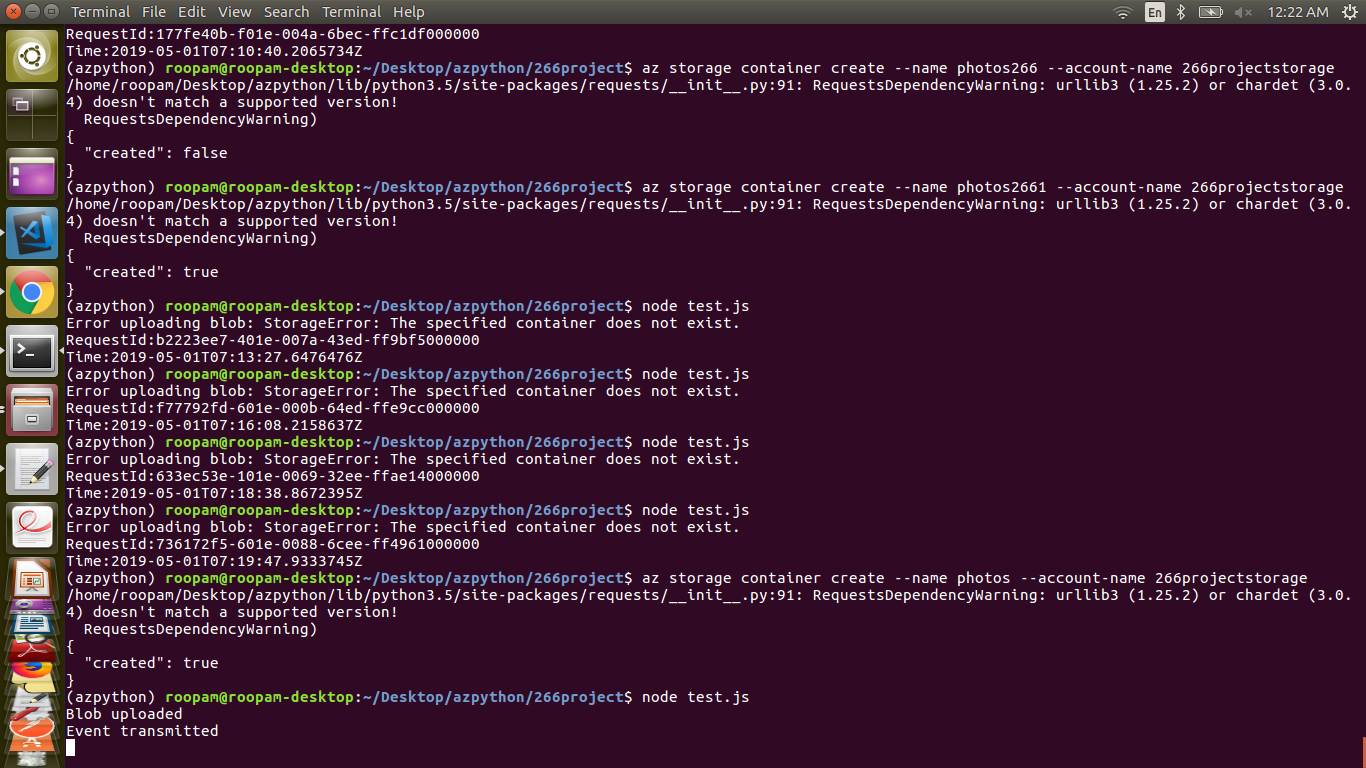 Terminal File Edit View Search Terminal Help En 12:22 AM
RequestId:177fe40b-f01e-004a-6bec-ffc1df000000
Time:2019-05-01T07:10:40.2065734Z
(azpython) roopam@roopam-desktop:~/Desktop/azpython/266project$ az storage container create --name photos266 --account-name 266projectstorage
/home/roopam/Desktop/azpython/lib/python3.5/site-packages/requests/__init__.py:91: RequestsDependencyWarning: urllib3 (1.25.2) or chardet (3.0.
4) doesn't match a supported version!
  RequestsDependencyWarning)
{
  "created": false
}
(azpython) roopam@roopam-desktop:~/Desktop/azpython/266project$ az storage container create --name photos2661 --account-name 266projectstorage
/home/roopam/Desktop/azpython/lib/python3.5/site-packages/requests/__init__.py:91: RequestsDependencyWarning: urllib3 (1.25.2) or chardet (3.0.
4) doesn't match a supported version!
  RequestsDependencyWarning)
{
  "created": true
}
(azpython) roopam@roopam-desktop:~/Desktop/azpython/266project$ node test.js
Error uploading blob: StorageError: The specified container does not exist.
RequestId:b2223ee7-401e-007a-43ed-ff9bf5000000
Time:2019-05-01T07:13:27.6476476Z
(azpython) roopam@roopam-desktop:~/Desktop/azpython/266project$ node test.js
Error uploading blob: StorageError: The specified container does not exist.
RequestId:f77792fd-601e-000b-64ed-ffe9cc000000
Time:2019-05-01T07:16:08.2158637Z
(azpython) roopam@roopam-desktop:~/Desktop/azpython/266project$ node test.js
Error uploading blob: StorageError: The specified container does not exist.
RequestId:633ec53e-101e-0069-32ee-ffae14000000
Time:2019-05-01T07:18:38.8672395Z
(azpython) roopam@roopam-desktop:~/Desktop/azpython/266project$ node test.js
Error uploading blob: StorageError: The specified container does not exist.
RequestId:736172f5-601e-0088-6cee-ff4961000000
Time:2019-05-01T07:19:47.9333745Z
(azpython) roopam@roopam-desktop:~/Desktop/azpython/266project$ az storage container create --name photos --account-name 266projectstorage
/home/roopam/Desktop/azpython/lib/python3.5/site-packages/requests/__init__.py:91: RequestsDependencyWarning: urllib3 (1.25.2) or chardet (3.0.
4) doesn't match a supported version!
  RequestsDependencyWarning)
{
  "created": true
}
(azpython) roopam@roopam-desktop:~/Desktop/azpython/266project$ node test.js
Blob uploaded
Event transmitted